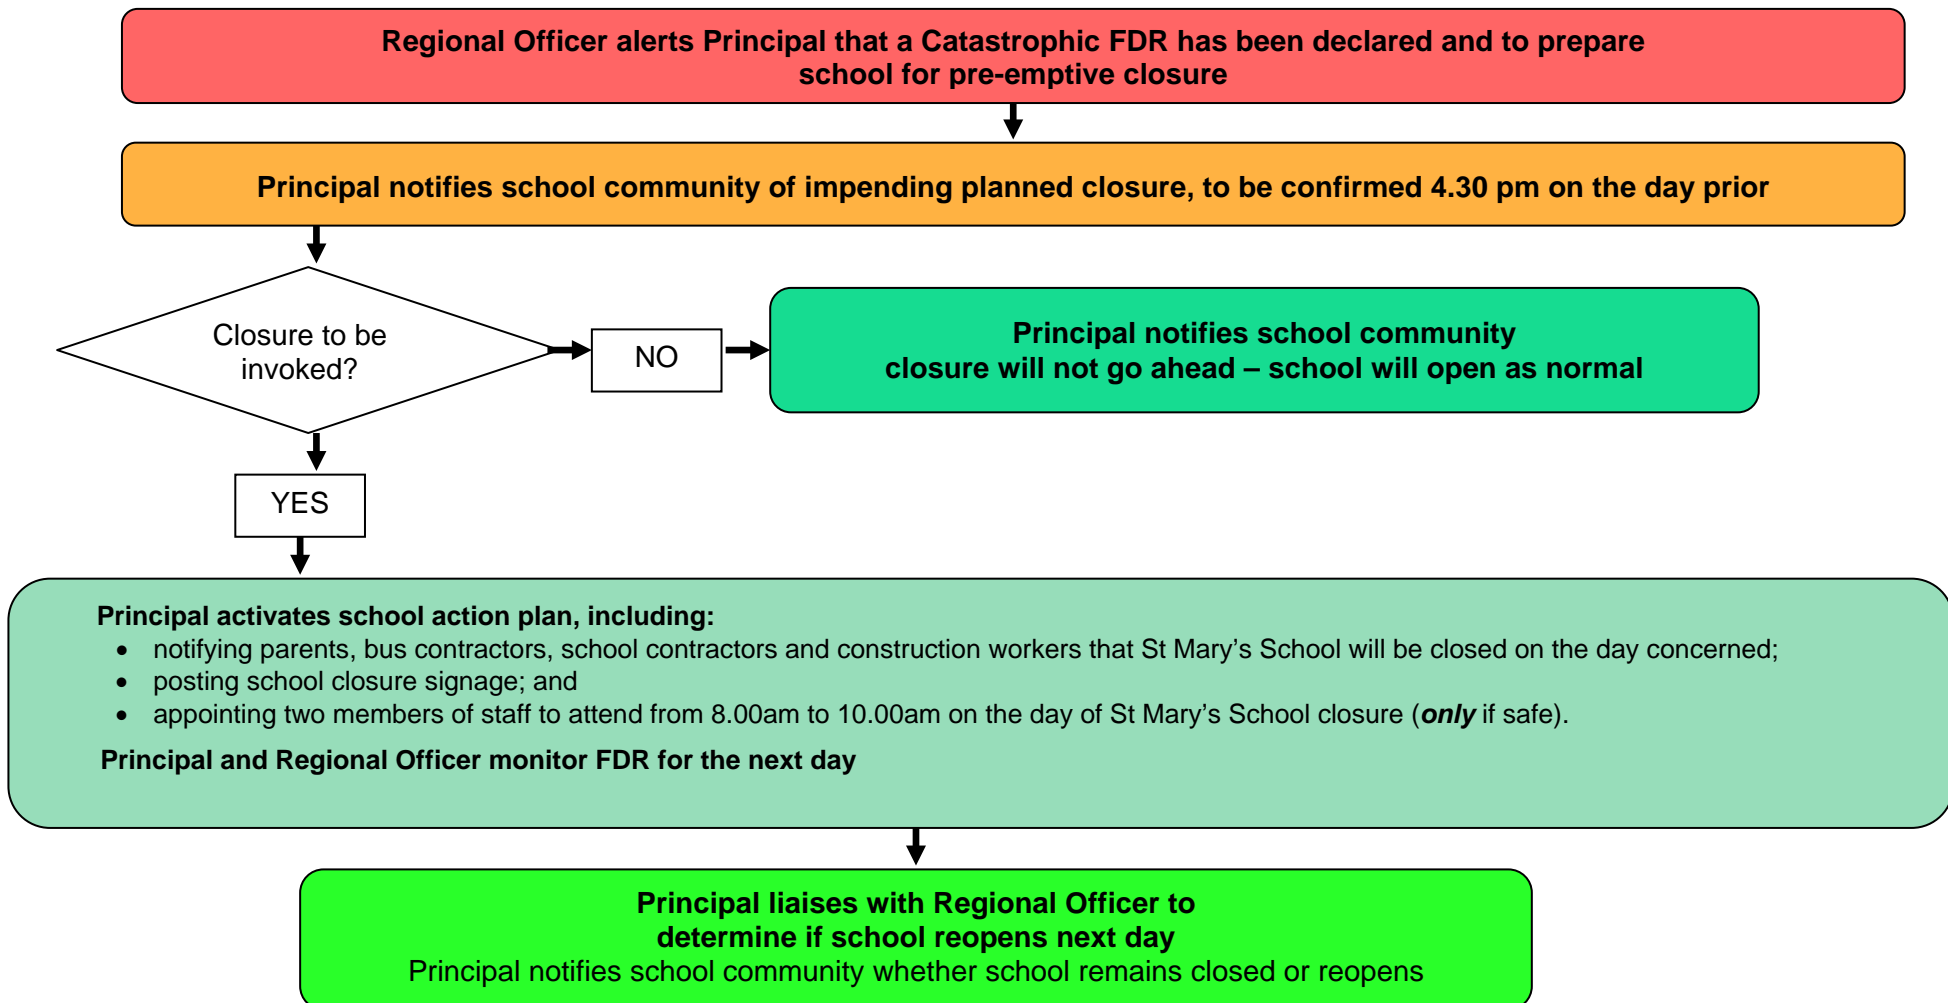 Regional Officer alerts Principal that a Catastrophic FDR has been declared and to prepare
school for pre-emptive closure
Principal notifies school community of impending planned closure, to be confirmed 4.30 pm on the day prior
Closure to be
invoked?
NO
Principal notifies school community
closure will not go ahead – school will open as normal
YES
Principal activates school action plan, including:
• notifying parents, bus contractors, school contractors and construction workers that St Mary’s School will be closed on the day concerned;
• posting school closure signage; and
• appointing two members of staff to attend from 8.00am to 10.00am on the day of St Mary’s School closure (only if safe).
Principal and Regional Officer monitor FDR for the next day
Principal liaises with Regional Officer to
determine if school reopens next day
Principal notifies school community whether school remains closed or reopens